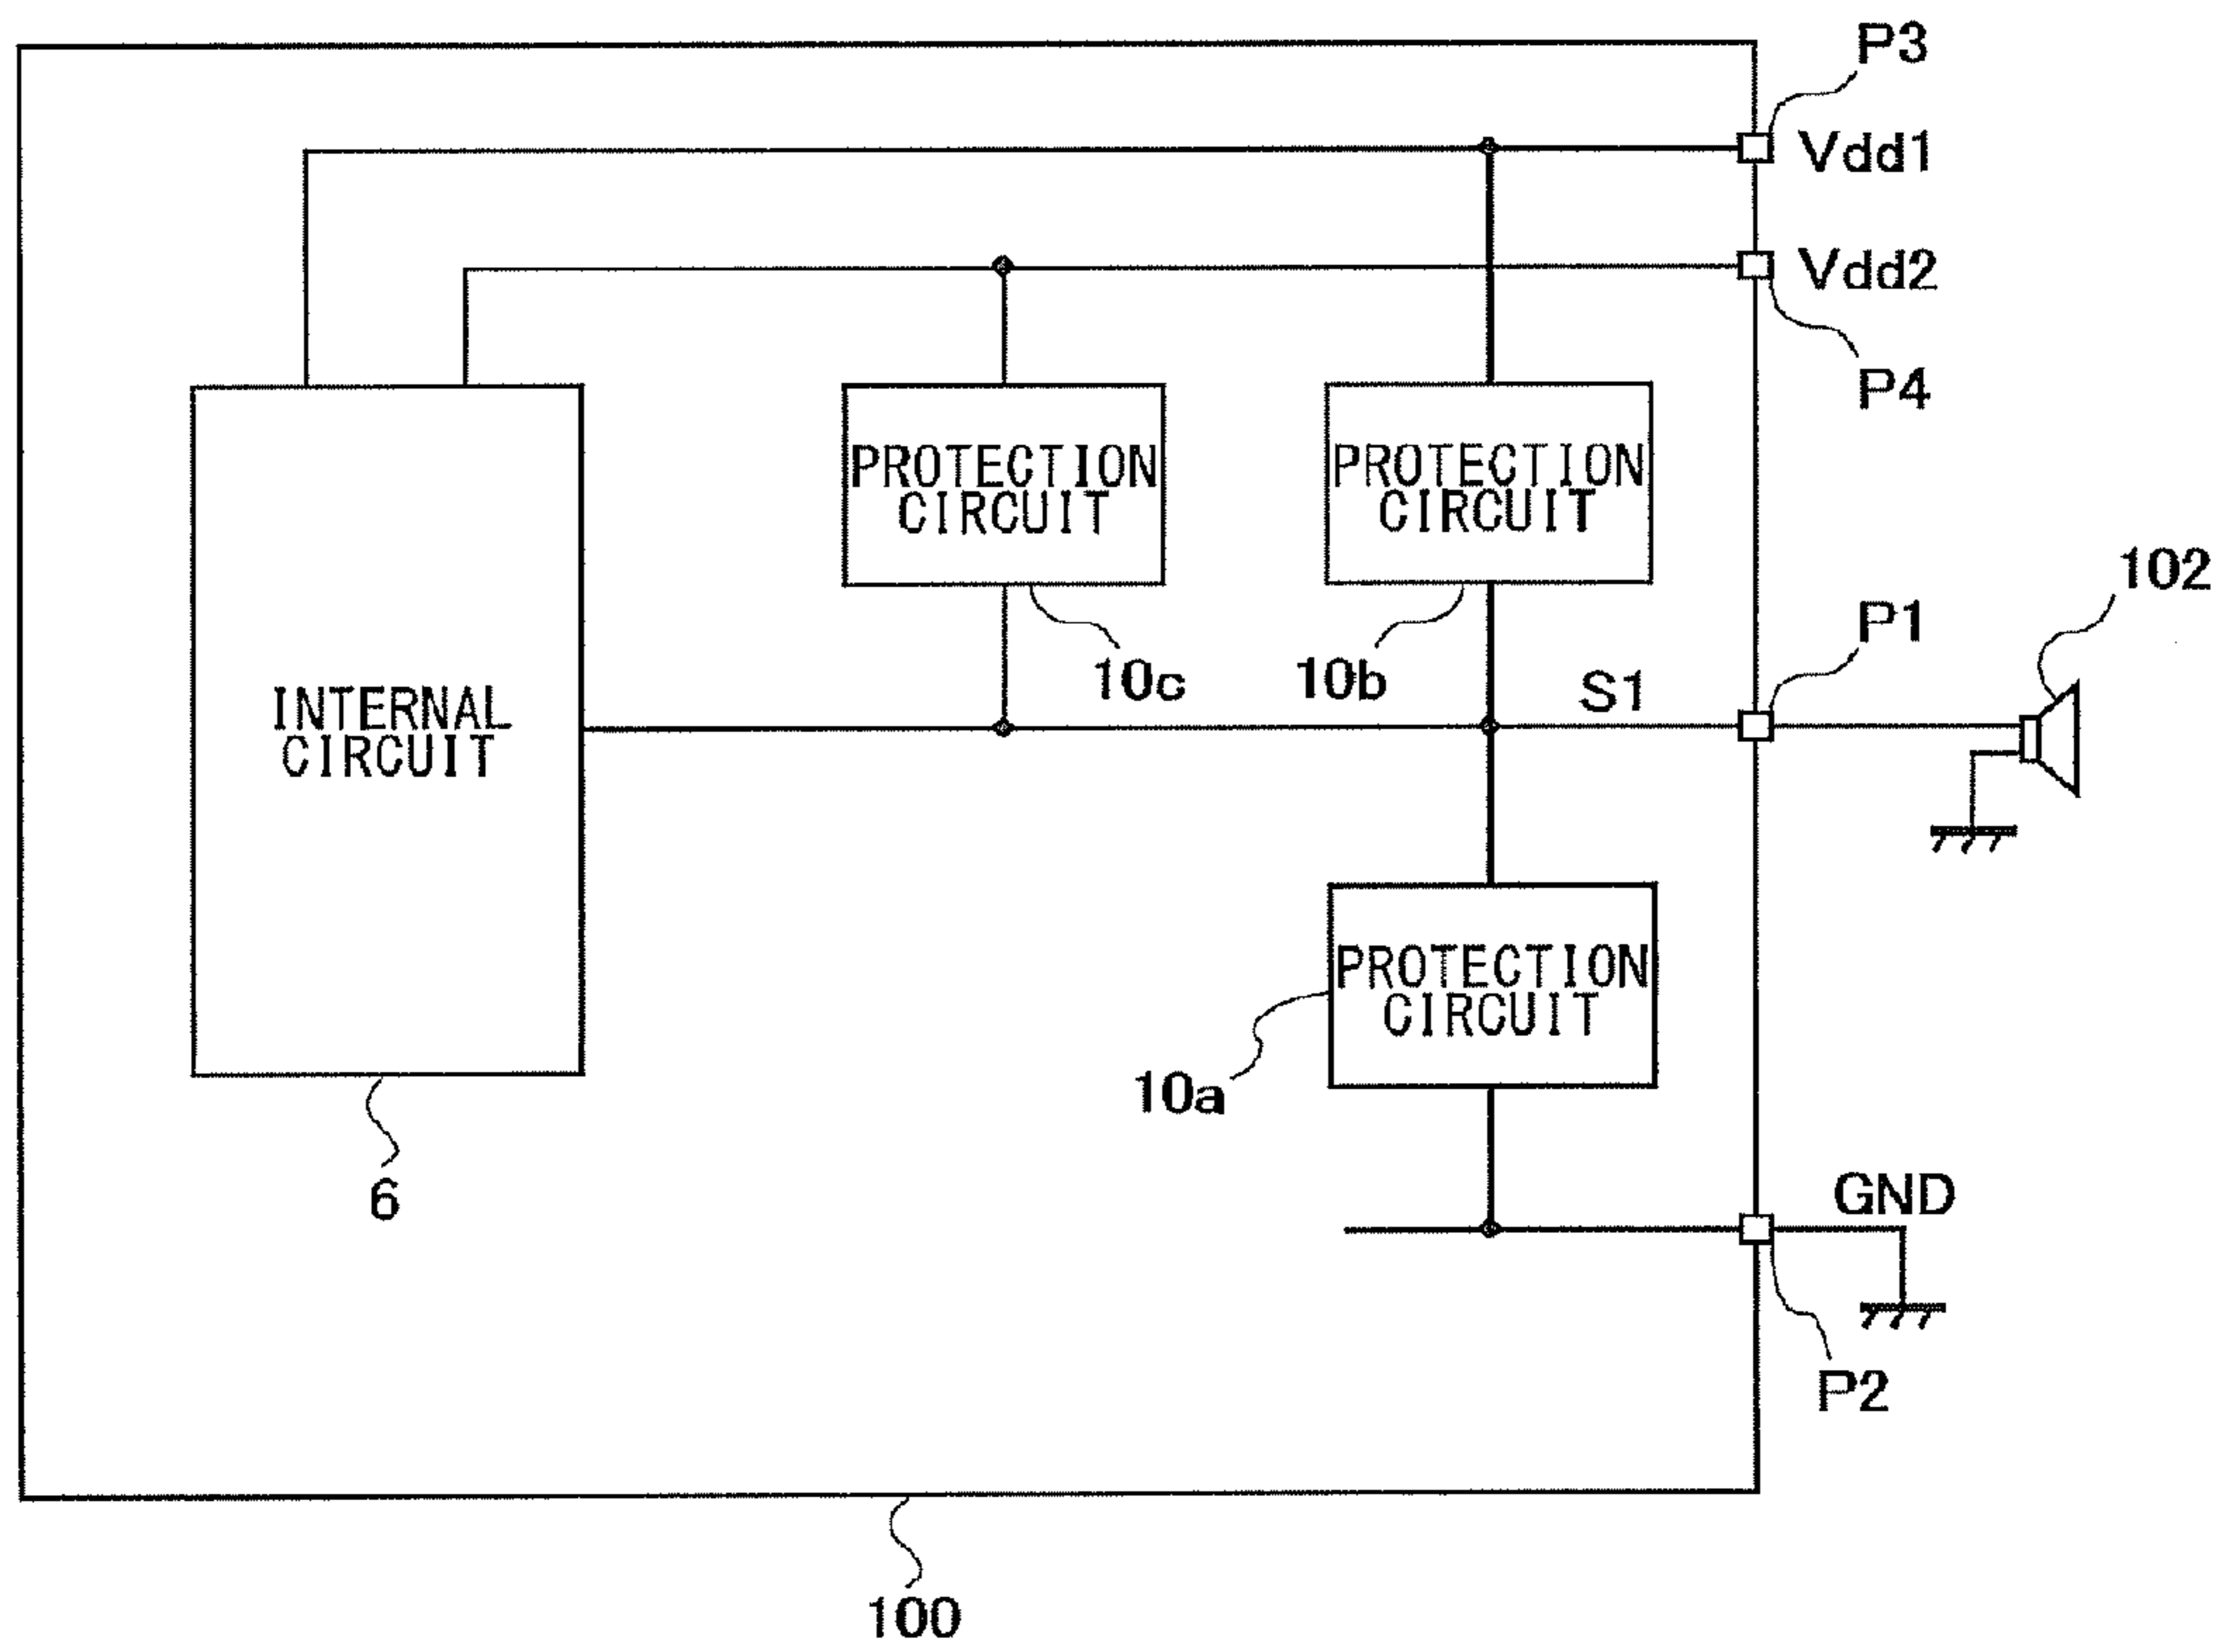 P3
Vdd1
Vdd2
P4
PROTECTION
CIRCUIT
PROTECTION
CIRCUIT
102
P1
10c
10b
S1
INTERNAL
CIRCUIT
PROTECTION
CIRCUIT
10a
6
GND
P2
100